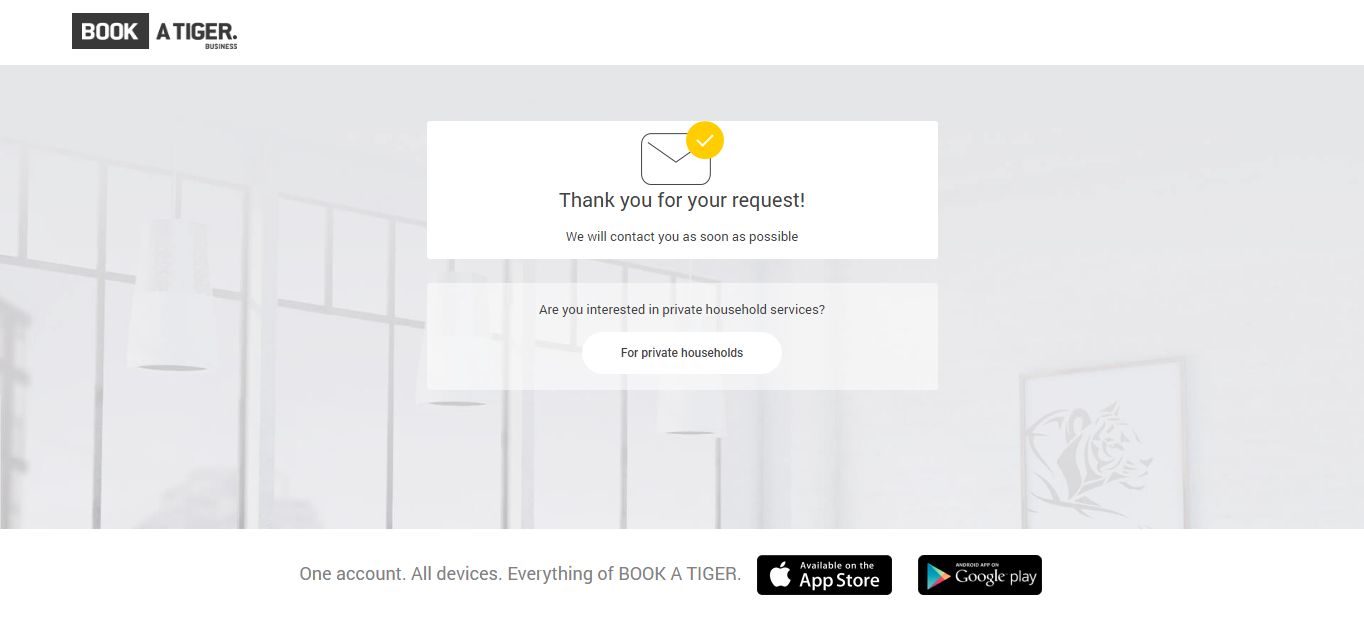 BOOK A TIGER.
BUSINESS
Thank you for your request!
We will contact you as soon as possible
Are you interested in private household services?
For private households
One account. All devices. Everything of BOOK A TIGER.
Available on the
App Store
ANDROID APP ON
Google play